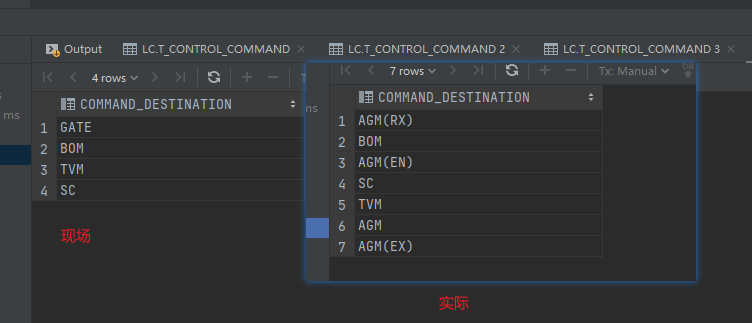 Output LC.T_CONTROL_COMMAND LC.T_CONTROL_COMMAND 2 LC.T_CONTROL_COMMAND 3
4 rows
COMMAND_DESTINATION
1 GATE
2 BOM
3 TVM
4 SC
现场
7 rows Tx: Manual
COMMAND_DESTINATION
1 AGM(RX)
2 BOM
3 AGM(EN)
4 SC
5 TVM
6 AGM
7 AGM(EX)
实际
ms